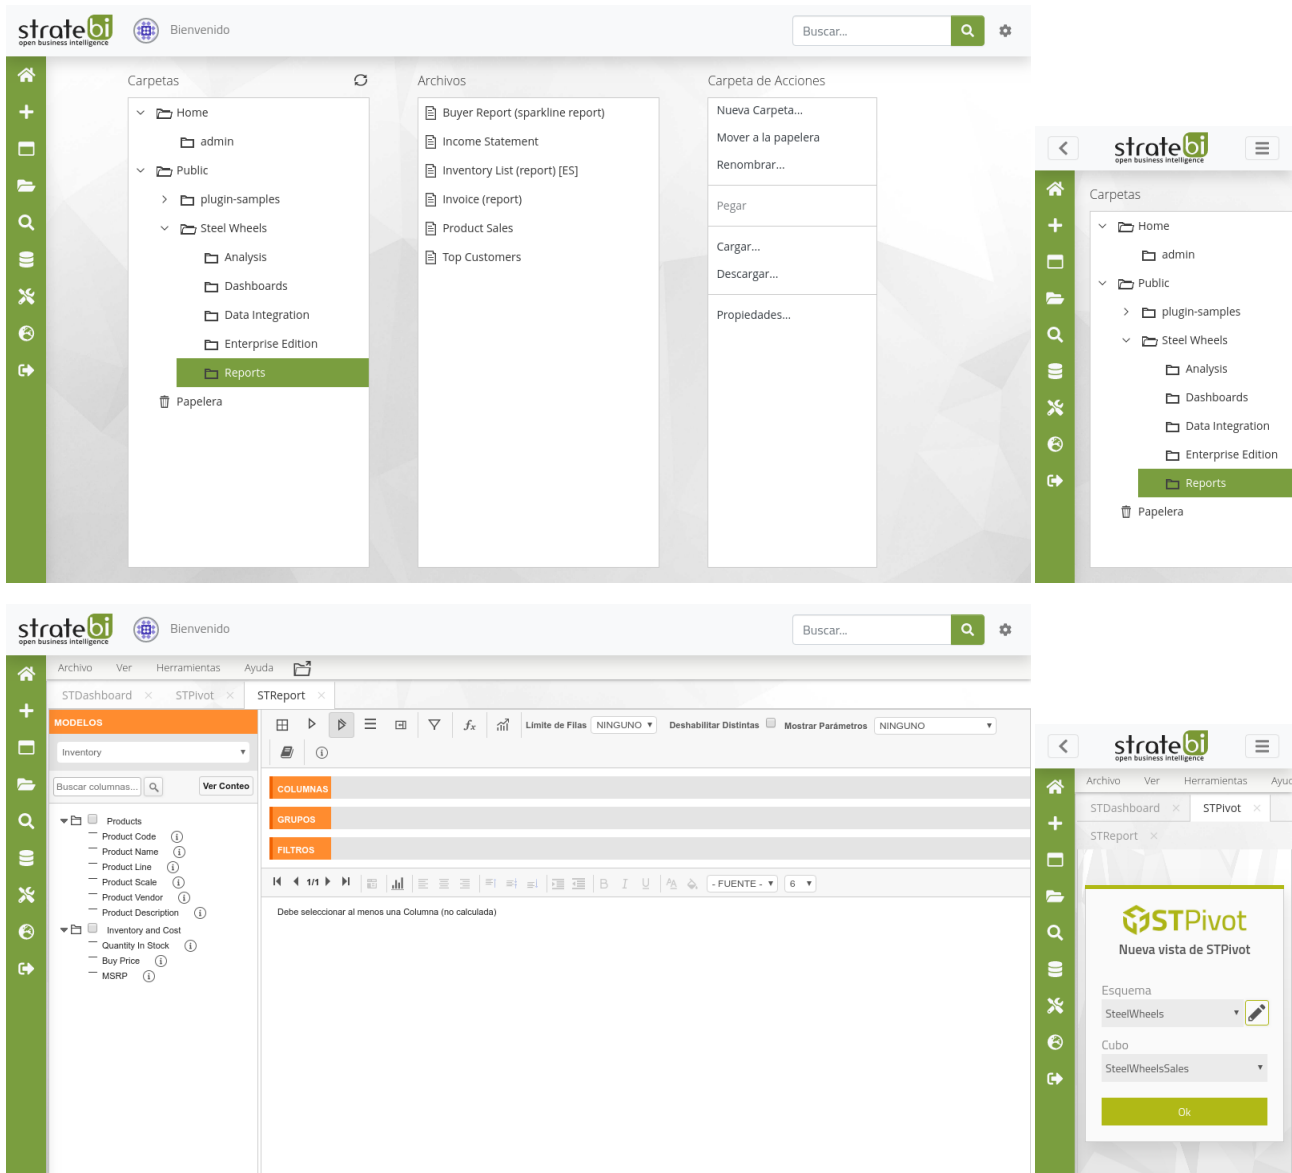 stratebi
open business intelligence
Bienvenido
Buscar...
Carpetas
Home
admin
Public
plugin-samples
Steel Wheels
Analysis
Dashboards
Data Integration
Enterprise Edition
Reports
Papelera
Archivos
Buyer Report (sparkline report)
Income Statement
Inventory List (report) [ES]
Invoice (report)
Product Sales
Top Customers
Carpeta de Acciones
Nueva Carpeta...
Mover a la papelera
Renombrar...
Pegar
Cargar...
Descargar...
Propiedades...
stratebi
open business intelligence
Carpetas
Home
admin
Public
plugin-samples
Steel Wheels
Analysis
Dashboards
Data Integration
Enterprise Edition
Reports
Papelera
stratebi
open business intelligence
Bienvenido
Buscar...
Archivo Ver Herramientas Ayuda
STDashboard × STPivot × STReport ×
MODELOS
Inventory
Buscar columnas...
Ver Conteo
Products
Product Code
Product Name
Product Line
Product Scale
Product Vendor
Product Description
Inventory and Cost
Quantity In Stock
Buy Price
MSRP
fx Límite de Filas NINGUNO Deshabilitar Distintas Mostrar Parámetros NINGUNO
COLUMNAS
GRUPOS
FILTROS
1/1 B I U - FUENTE - 6
Debe seleccionar al menos una Columna (no calculada)
stratebi
open business intelligence
Archivo Ver Herramientas Ayud
STDashboard × STPivot ×
STReport ×
STPivot
Nueva vista de STPivot
Esquema
SteelWheels
Cubo
SteelWheelsSales
Ok